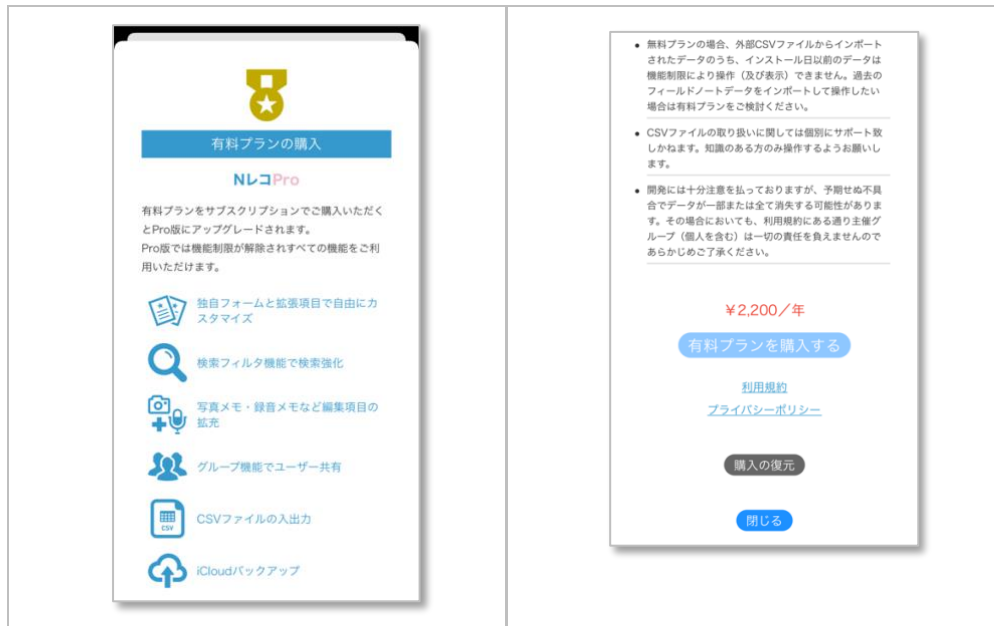 有料プランの購入
NレコPro
有料プランをサブスクリプションでご購入いただく
とPro版にアップグレードされます。
Pro版では機能制限が解除されすべての機能をご利
用いただけます。
独自フォームと拡張項目で自由にカ
スタマイズ
検索フィルタ機能で検索強化
写真メモ・録音メモなど編集項目の
拡充
グループ機能でユーザー共有
CSV
CSVファイルの入出力
iCloudバックアップ
• 無料プランの場合、外部CSVファイルからインポート
されたデータのうち、インストール日以前のデータは
機能制限により操作（及び表示）できません。過去の
フィールドノートデータをインポートして操作したい
場合は有料プランをご検討ください。
• CSVファイルの取り扱いに関しては個別にサポート致
しかねます。知識のある方のみ操作するようお願いし
ます。
• 開発には十分注意を払っておりますが、予期せぬ不具
合でデータが一部または全て消失する可能性がありま
す。その場合においても、利用規約にある通り主催グ
ループ（個人を含む）は一切の責任を負えませんので
あらかじめご了承ください。
￥2,200／年
有料プランを購入する
利用規約
プライバシーポリシー
購入の復元
閉じる